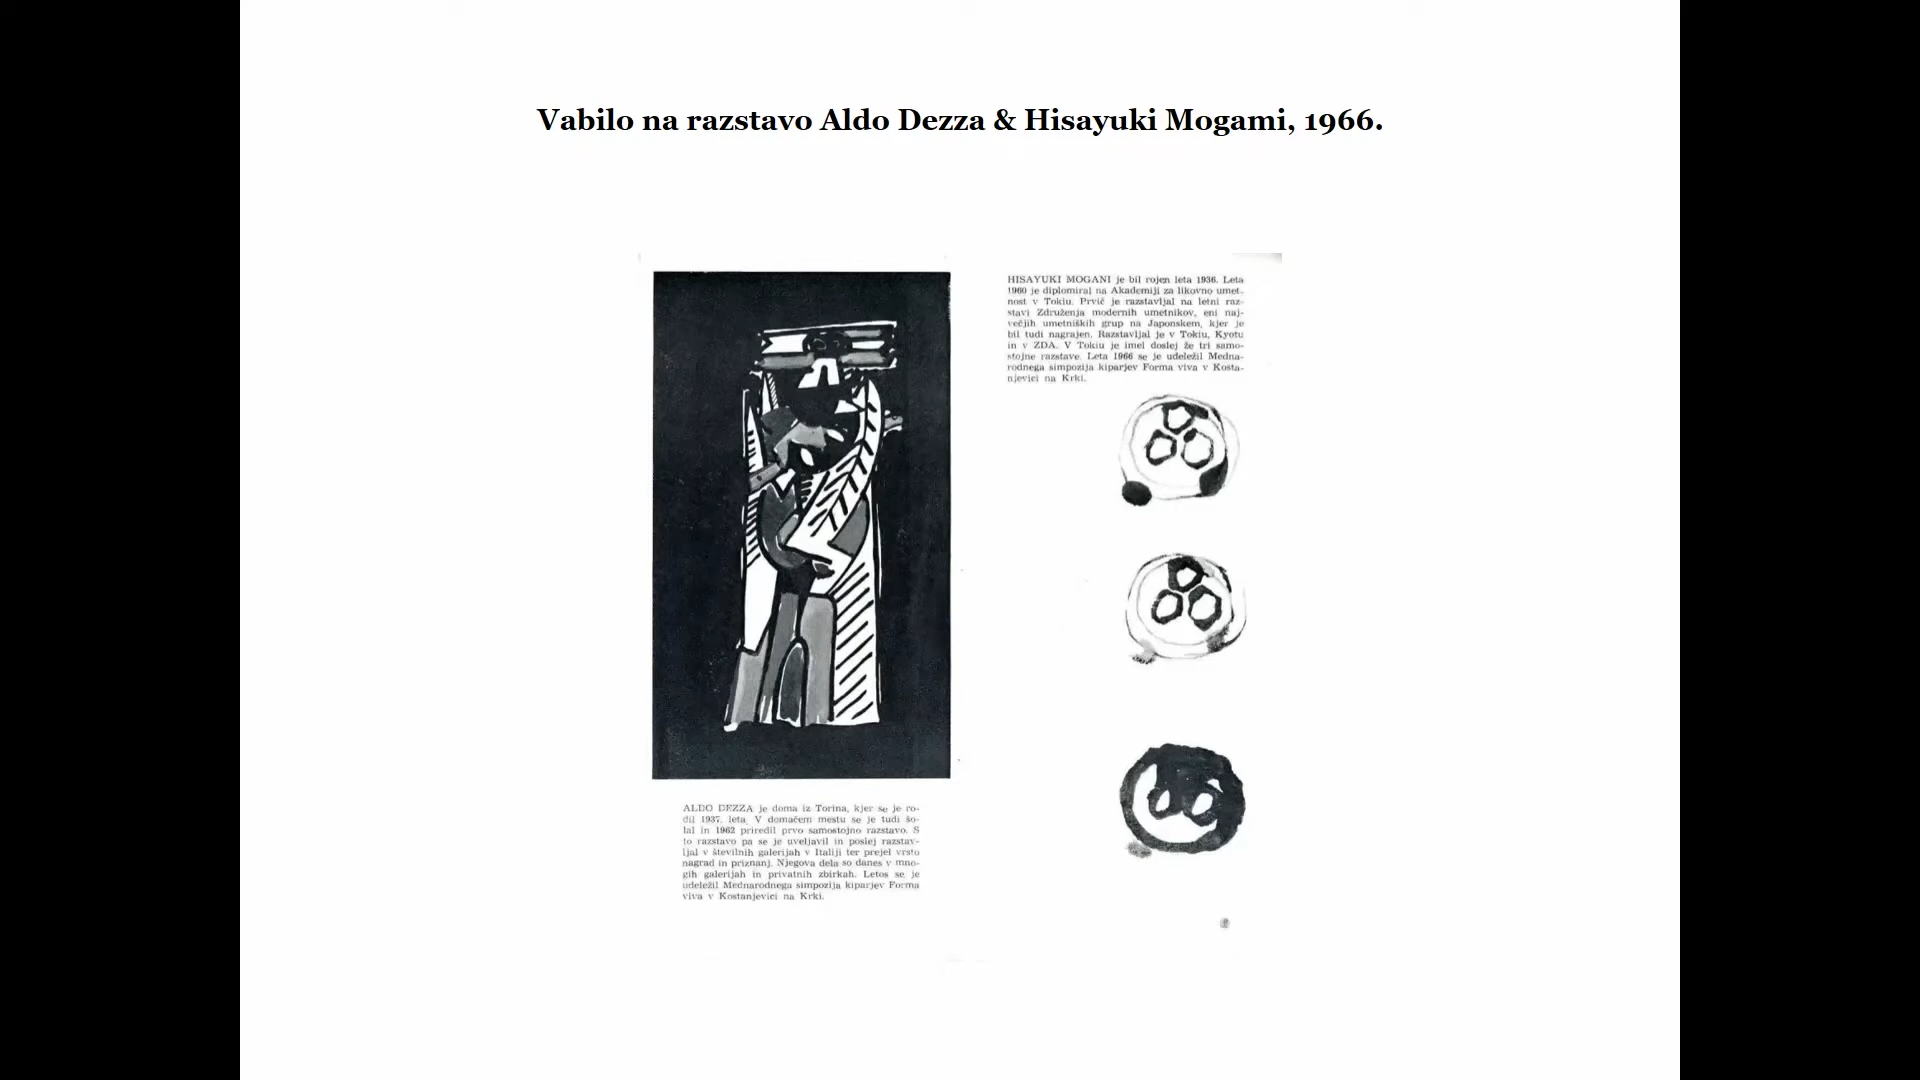 Vabilo na razstavo Aldo Dezza & Hisayuki Mogami, 1966.
HISAYUKI MOGANI je bil rojen leta 1936. Leta
1960 je diplomiral na Akademiji za likovno umet-
nost v Tokiu. Prvič je razstavljal na letni raz-
stavi Združenja modernih umetnikov, eni naj-
večjih umetniških grup na Japonskem, kjer je
bil tudi nagrajen. Razstavljal je v Tokiu, Kyotu
in v ZDA. V Tokiu je imel doslej že tri samo-
stojne razstave. Leta 1966 se je udeležil Medna-
rodnega simpozija kiparjev Forma viva v Kosta-
njevici na Krki.
ALDO DEZZA je doma iz Torina, kjer se je ro-
dil 1937. leta. V domačem mestu se je tudi šo-
lal in 1962 priredil prvo samostojno razstavo. S
to razstavo pa se je uveljavil in poslej razstav-
ljal v številnih galerijah v Italiji ter prejel vrsto
nagrad in priznanj. Njegova dela so danes v mno-
gih galerijah in privatnih zbirkah. Letos se je
udeležil Mednarodnega simpozija kiparjev Forma
viva v Kostanjevici na Krki.